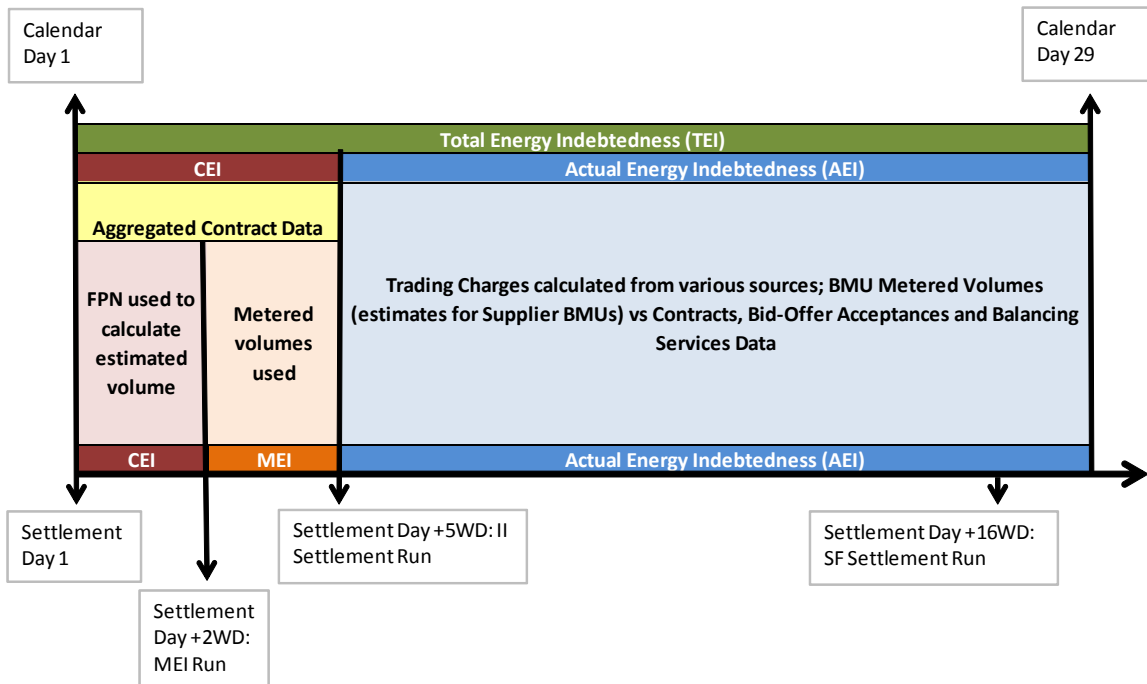 Calendar
Day 1
Calendar
Day 29
Total Energy Indebtedness (TEI)
CEI
Actual Energy Indebtedness (AEI)
Aggregated Contract Data
FPN used to
calculate
estimated
volume
Metered
volumes
used
Trading Charges calculated from various sources; BMU Metered Volumes
(estimates for Supplier BMUs) vs Contracts, Bid-Offer Acceptances and Balancing
Services Data
CEI
MEI
Actual Energy Indebtedness (AEI)
Settlement
Day 1
Settlement
Day +2WD:
MEI Run
Settlement Day +5WD: II
Settlement Run
Settlement Day +16WD:
SF Settlement Run